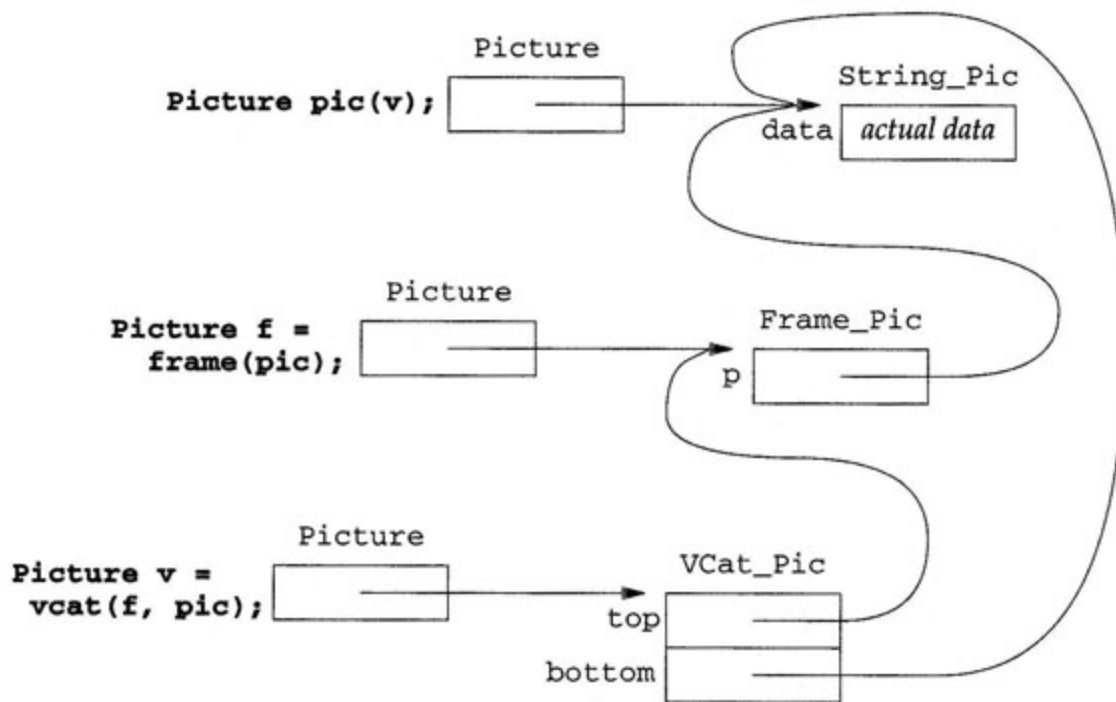 Picture
String_Pic
Picture pic(v);
data
actual data
Picture
Frame_Pic
Picture f =
frame(pic);
p
Picture
VCat_Pic
Picture v =
vcat(f, pic);
top
bottom